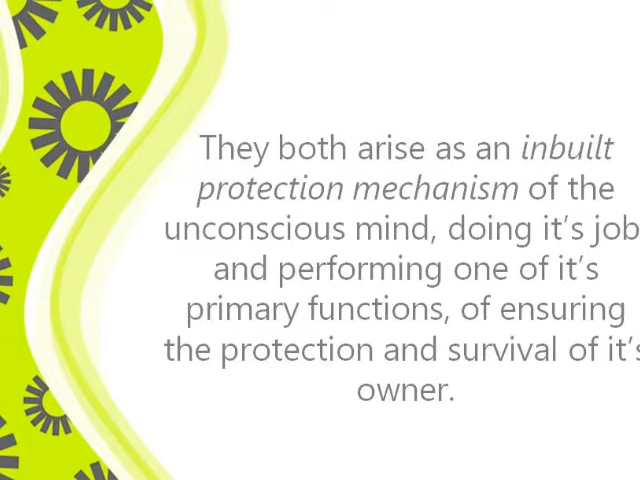 They both arise as an inbuilt
protection mechanism of the
unconscious mind, doing it's job
and performing one of it's
primary functions, of ensuring
the protection and survival of it's
owner.